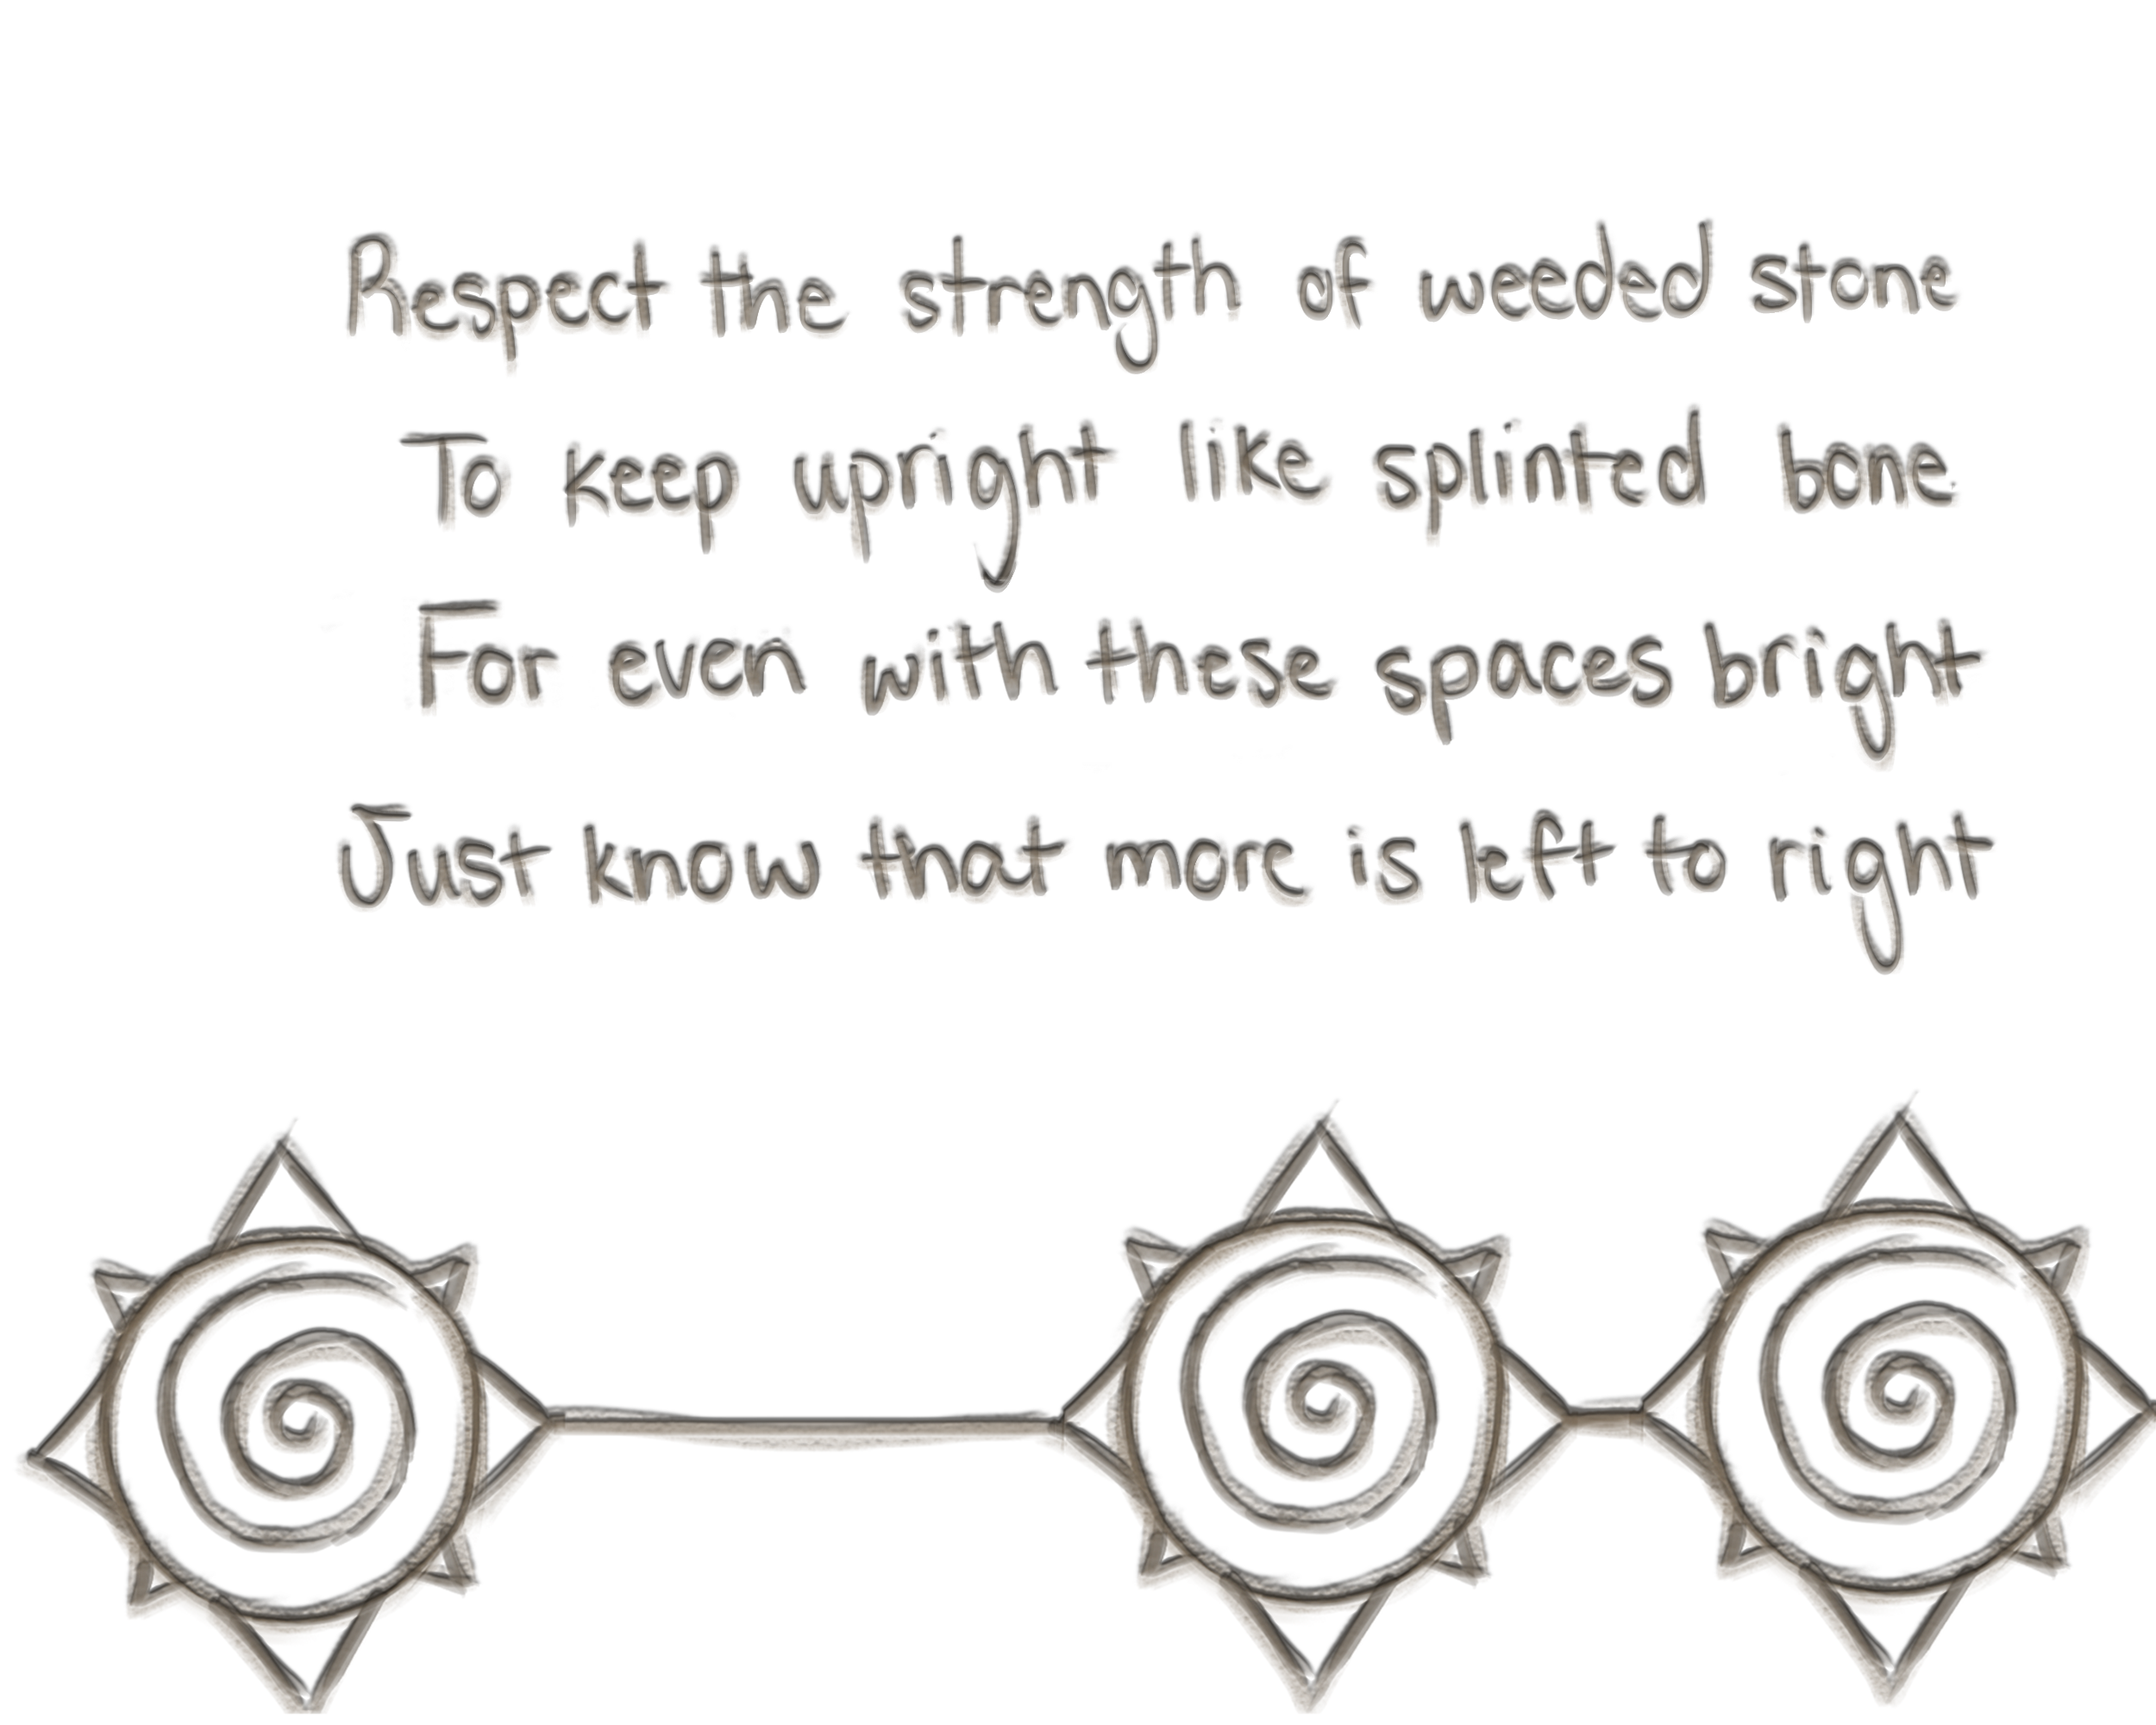 Respect the strength of weeded stone
To keep upright like splinted bone
For even with these spaces bright
Just know that more is left to right